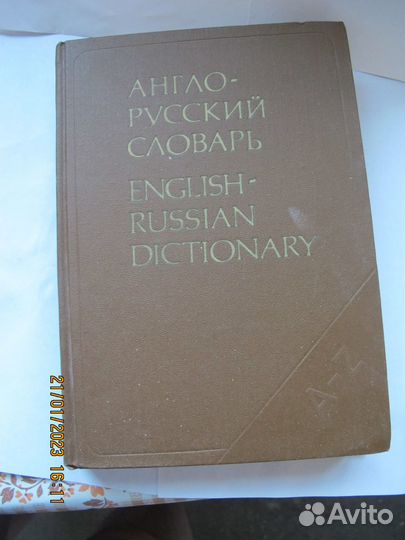 АНГЛО-
РУССКИЙ
СЛОВАРЬ
ENGLISH-
RUSSIAN
DICTIONARY
A-Z
21/01/2023 16:11
Avito